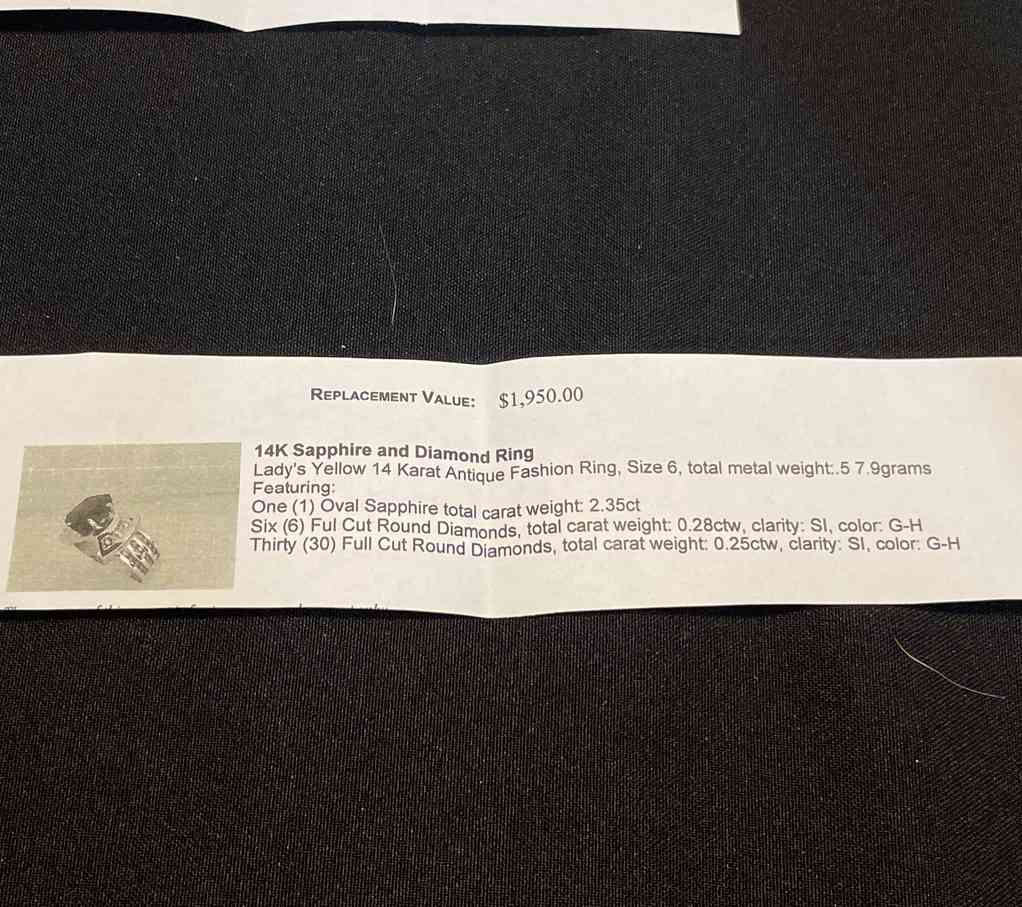 REPLACEMENT VALUE: $1,950.00
14K Sapphire and Diamond Ring
Lady's Yellow 14 Karat Antique Fashion Ring, Size 6, total metal weight:.5 7.9grams
Featuring:
One (1) Oval Sapphire total carat weight: 2.35ct
Six (6) Ful Cut Round Diamonds, total carat weight: 0.28ctw, clarity: SI, color: G-H
Thirty (30) Full Cut Round Diamonds, total carat weight: 0.25ctw, clarity: SI, color: G-H